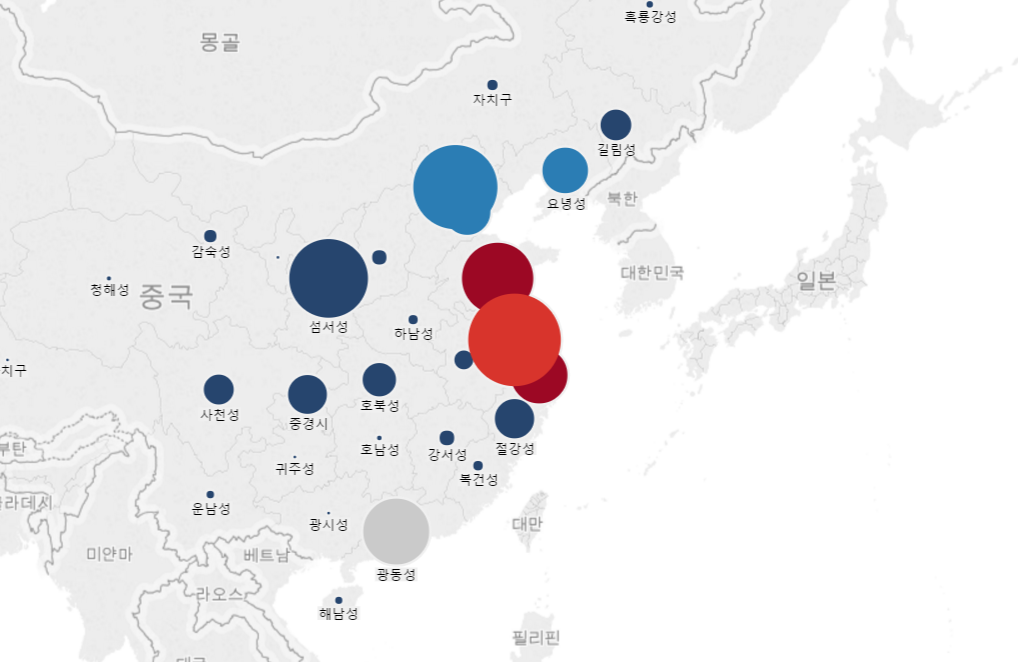 흑룡강성
몽골
자치구
길림성
요녕성
북한
감숙성
대한민국
청해성
중국
일본
섬서성
하남성
치구
사천성
중경시
호북성
절강성
호남성
강서성
귀주성
복건성
부탄
운남성
라데시
광시성
대만
미얀마
베트남
광동성
라오스
해남성
필리핀